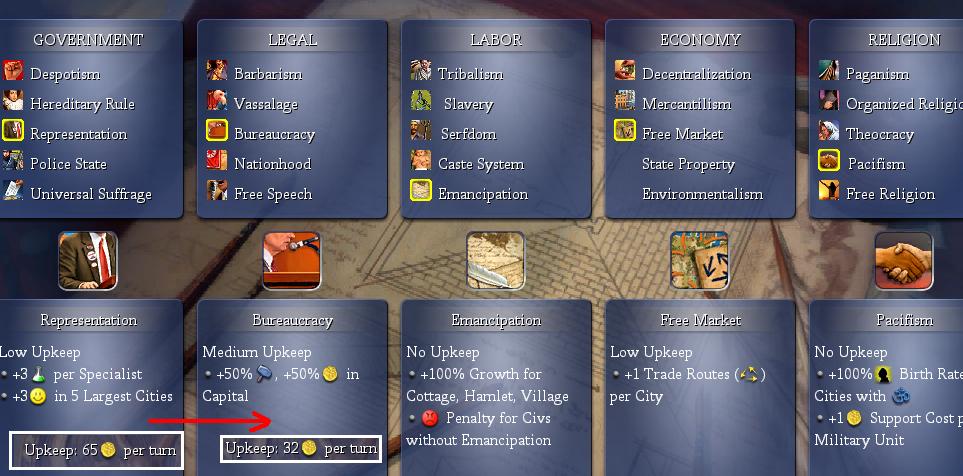 GOVERNMENT
Despotism
Hereditary Rule
Representation
Police State
Universal Suffrage
LEGAL
Barbarism
Vassalage
Bureaucracy
Nationhood
Free Speech
LABOR
Tribalism
Slavery
Serfdom
Caste System
Emancipation
ECONOMY
Decentralization
Mercantilism
Free Market
State Property
Environmentalism
RELIGION
Paganism
Organized Religio
Theocracy
Pacifism
Free Religion
Representation
Low Upkeep
• +3 per Specialist
• +3 in 5 Largest Cities
Upkeep: 65 per turn
Bureaucracy
Medium Upkeep
• +50% , +50% in
Capital
Upkeep: 32 per turn
Emancipation
No Upkeep
• +100% Growth for
Cottage, Hamlet, Village
• Penalty for Civs
without Emancipation
Free Market
Low Upkeep
• +1 Trade Routes ( )
per City
Pacifism
No Upkeep
• +100% Birth Rate
Cities with
• +1 Support Cost p
Military Unit